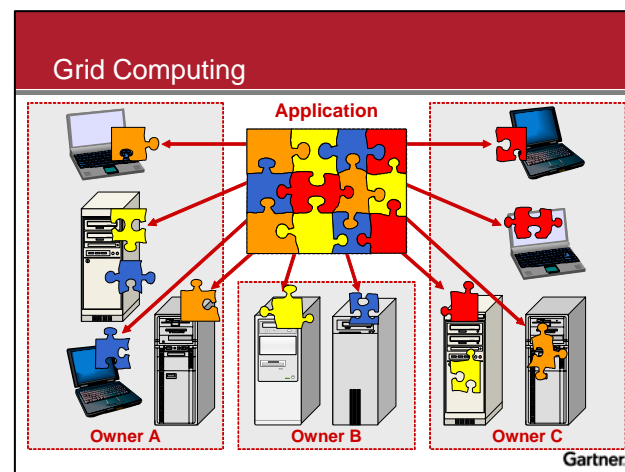 Grid Computing
Application
Owner A
Owner B
Owner C
Gartner